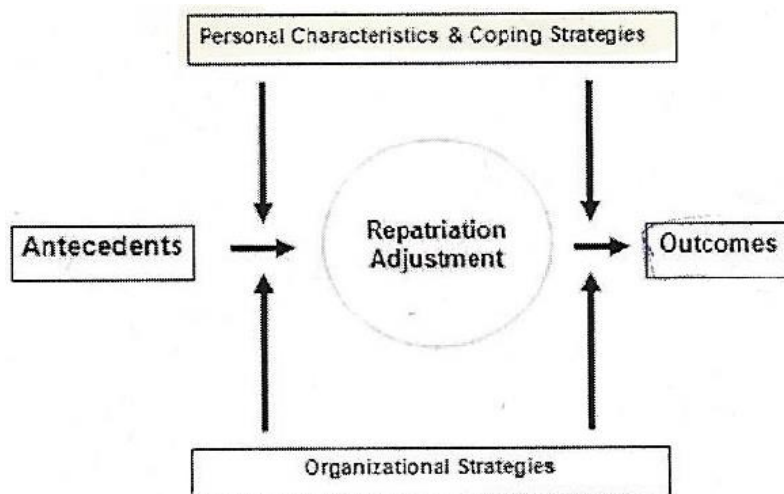 Personal Characteristics & Coping Strategies
Antecedents
Repatriation
Adjustment
Outcomes
Organizational Strategies